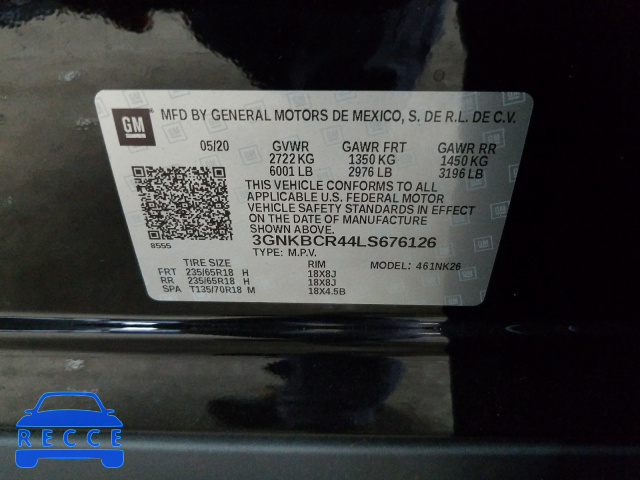 GM
MFD BY GENERAL MOTORS DE MEXICO, S. DE R.L. DE C.V.
05/20 GVWR GAWR FRT GAWR RR
2722 KG 1350 KG 1450 KG
6001 LB 2976 LB 3196 LB
THIS VEHICLE CONFORMS TO ALL
APPLICABLE U.S. FEDERAL MOTOR
VEHICLE SAFETY STANDARDS IN EFFECT
ON THE DATE OF MANUFACTURE
SHOWN ABOVE.
8555
3GNKBCR44LS676126
TYPE: M.P.V. MODEL: 461NK26
TIRE SIZE RIM
FRT 235/65R18 H 18X8J
RR 235/65R18 H 18X8J
SPA T135/70R18 M 18X4.5B
RECCE